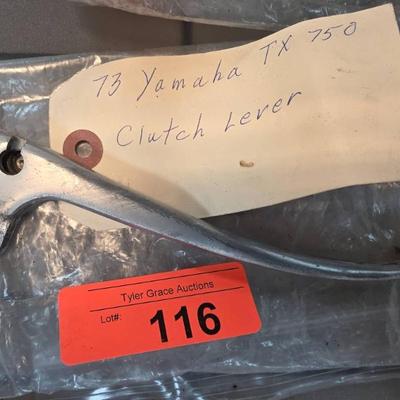 73 Yamaha TX 750
Clutch Lever
Tyler Grace Auctions
Lot#:
116